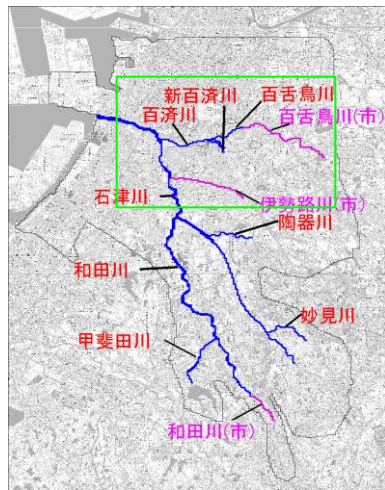 新百済川
百舌鳥川
百済川
百舌鳥川(市)
石津川
伊勢路川(市)
陶器川
和田川
妙見川
甲斐田川
和田川(市)